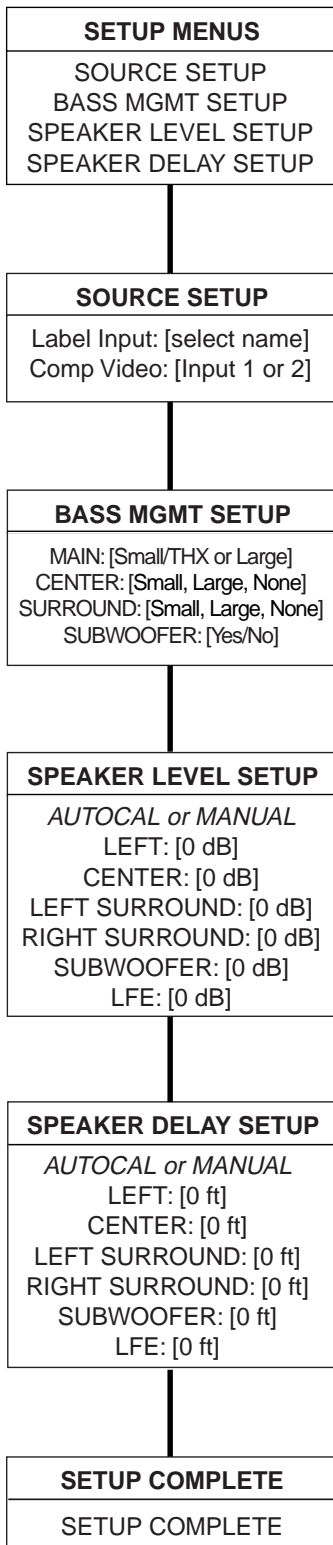 SETUP MENUS
SOURCE SETUP
BASS MGMT SETUP
SPEAKER LEVEL SETUP
SPEAKER DELAY SETUP
SOURCE SETUP
Label Input: [select name]
Comp Video: [Input 1 or 2]
BASS MGMT SETUP
MAIN: [Small/THX or Large]
CENTER: [Small, Large, None]
SURROUND: [Small, Large, None]
SUBWOOFER: [Yes/No]
SPEAKER LEVEL SETUP
AUTOCAL or MANUAL
LEFT: [0 dB]
CENTER: [0 dB]
LEFT SURROUND: [0 dB]
RIGHT SURROUND: [0 dB]
SUBWOOFER: [0 dB]
LFE: [0 dB]
SPEAKER DELAY SETUP
AUTOCAL or MANUAL
LEFT: [0 ft]
CENTER: [0 ft]
LEFT SURROUND: [0 ft]
RIGHT SURROUND: [0 ft]
SUBWOOFER: [0 ft]
LFE: [0 ft]
SETUP COMPLETE
SETUP COMPLETE